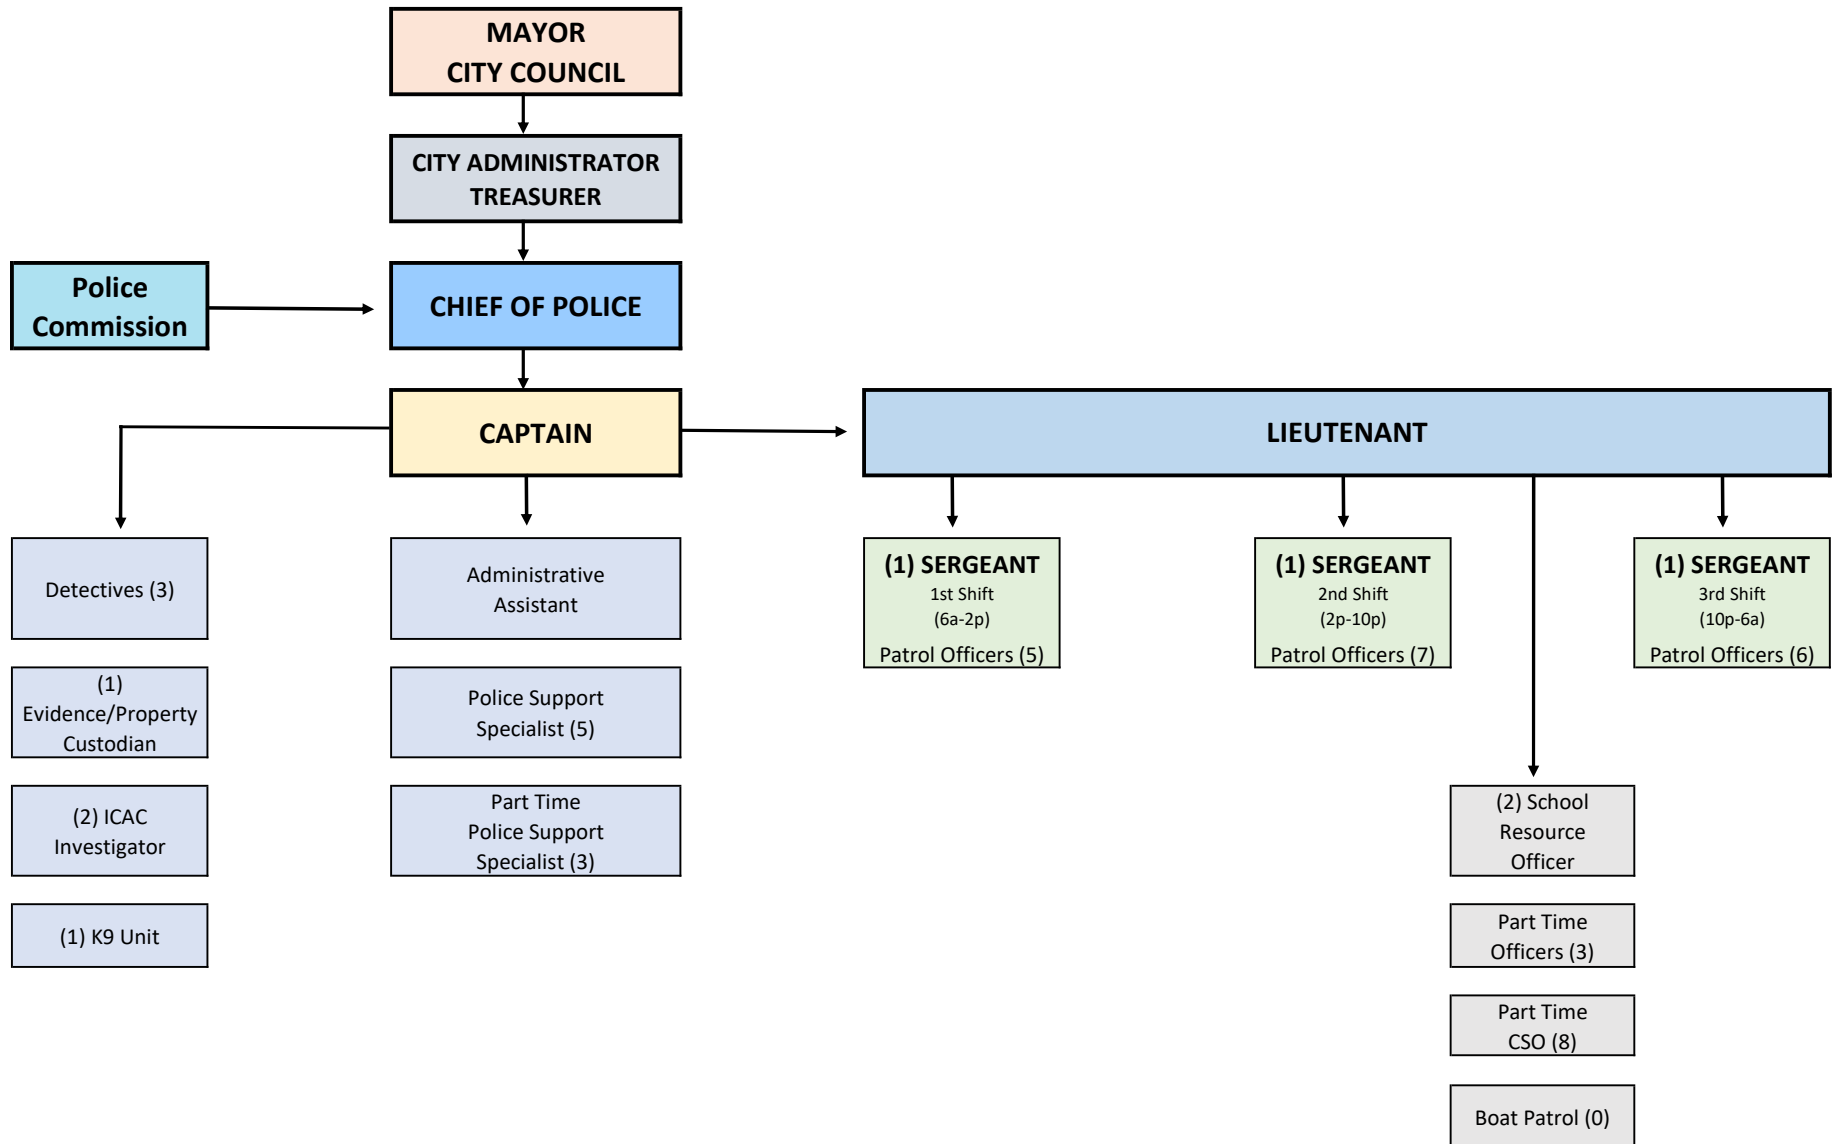 MAYOR
CITY COUNCIL
CITY ADMINISTRATOR
TREASURER
Police
Commission
CHIEF OF POLICE
CAPTAIN
LIEUTENANT
Detectives (3)
(1)
Evidence/Property
Custodian
(2) ICAC
Investigator
(1) K9 Unit
Administrative
Assistant
Police Support
Specialist (5)
Part Time
Police Support
Specialist (3)
(1) SERGEANT
1st Shift
(6a-2p)
Patrol Officers (5)
(1) SERGEANT
2nd Shift
(2p-10p)
Patrol Officers (7)
(1) SERGEANT
3rd Shift
(10p-6a)
Patrol Officers (6)
(2) School
Resource
Officer
Part Time
Officers (3)
Part Time
CSO (8)
Boat Patrol (0)